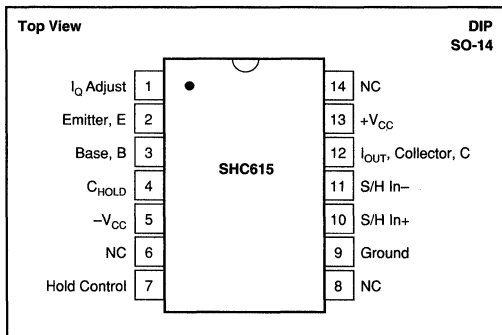 Top View
DIP
SO-14
I_Q Adjust 1
Emitter, E 2
Base, B 3
C_HOLD 4
–V_CC 5
NC 6
Hold Control 7
SHC615
14 NC
13 +V_CC
12 I_OUT, Collector, C
11 S/H In–
10 S/H In+
9 Ground
8 NC